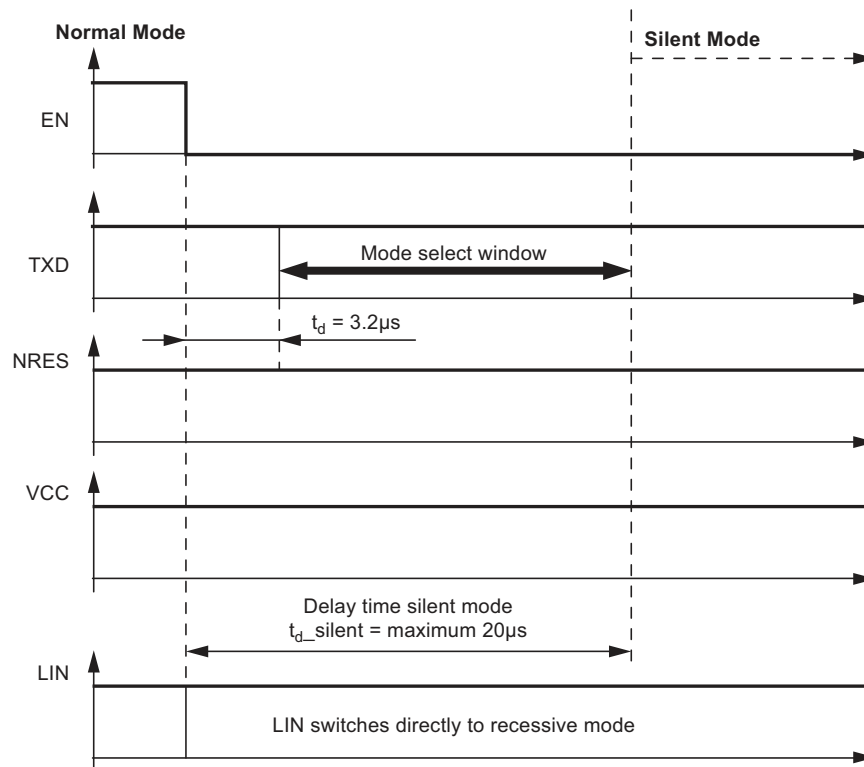 Normal Mode
Silent Mode
EN
TXD
Mode select window
t_d = 3.2µs
NRES
VCC
Delay time silent mode
t_d_silent = maximum 20µs
LIN
LIN switches directly to recessive mode